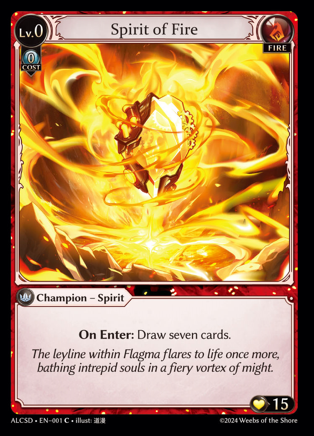 Lv.0
Spirit of Fire
FIRE
0
COST
Champion – Spirit
On Enter: Draw seven cards.
The leyline within Flagma flares to life once more,
bathing intrepid souls in a fiery vortex of might.
15
ALCSD • EN-001 C • illust: 道漫
©2024 Weebs of the Shore